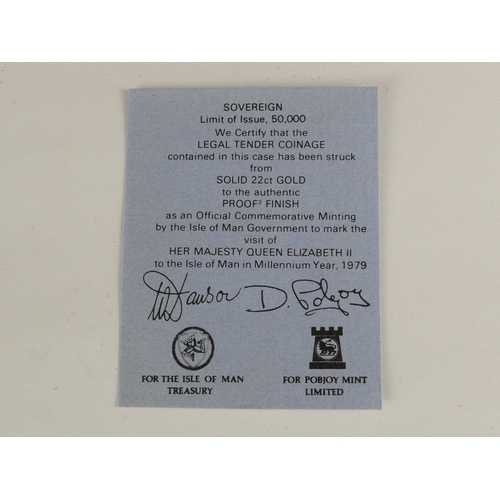 SOVEREIGN
Limit of Issue, 50,000
We Certify that the
LEGAL TENDER COINAGE
contained in this case has been struck
from
SOLID 22ct GOLD
to the authentic
PROOF³ FINISH
as an Official Commemorative Minting
by the Isle of Man Government to mark the
visit of
HER MAJESTY QUEEN ELIZABETH II
to the Isle of Man in Millennium Year, 1979
D. Pobjoy
FOR THE ISLE OF MAN
TREASURY
FOR POBJOY MINT
LIMITED